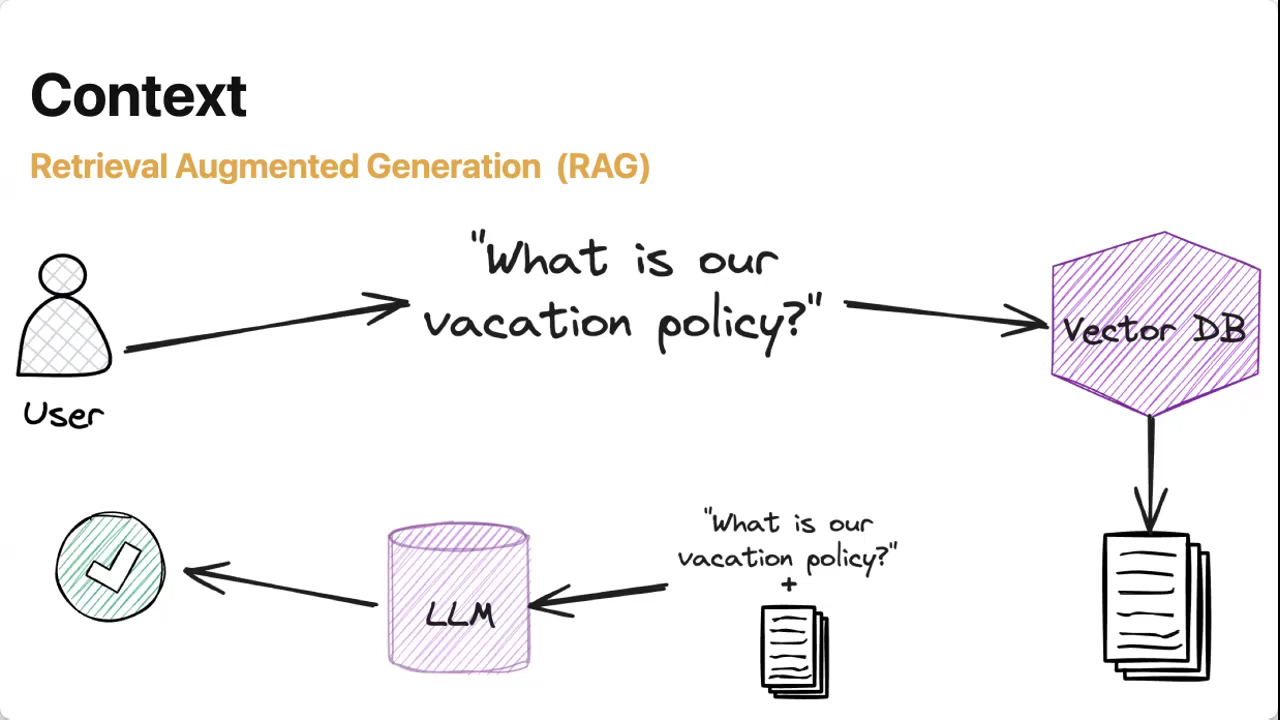 Context
Retrieval Augmented Generation (RAG)
"What is our
vacation policy?"
Vector DB
User
"What is our
vacation policy?"
+
LLM